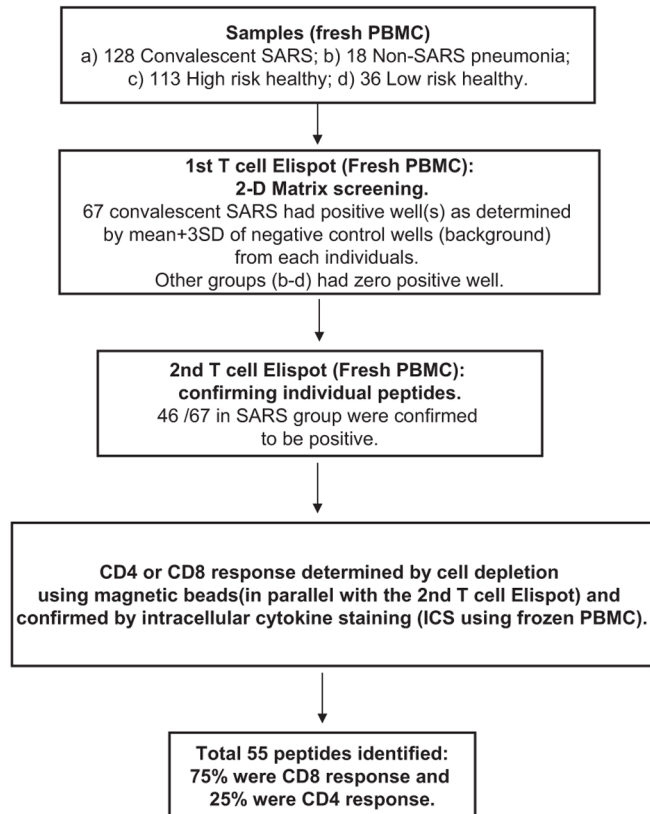 Samples (fresh PBMC)
a) 128 Convalescent SARS; b) 18 Non-SARS pneumonia;
c) 113 High risk healthy; d) 36 Low risk healthy.
1st T cell Elispot (Fresh PBMC):
2-D Matrix screening.
67 convalescent SARS had positive well(s) as determined
by mean+3SD of negative control wells (background)
from each individuals.
Other groups (b-d) had zero positive well.
2nd T cell Elispot (Fresh PBMC):
confirming individual peptides.
46 /67 in SARS group were confirmed
to be positive.
CD4 or CD8 response determined by cell depletion
using magnetic beads(in parallel with the 2nd T cell Elispot) and
confirmed by intracellular cytokine staining (ICS using frozen PBMC).
Total 55 peptides identified:
75% were CD8 response and
25% were CD4 response.